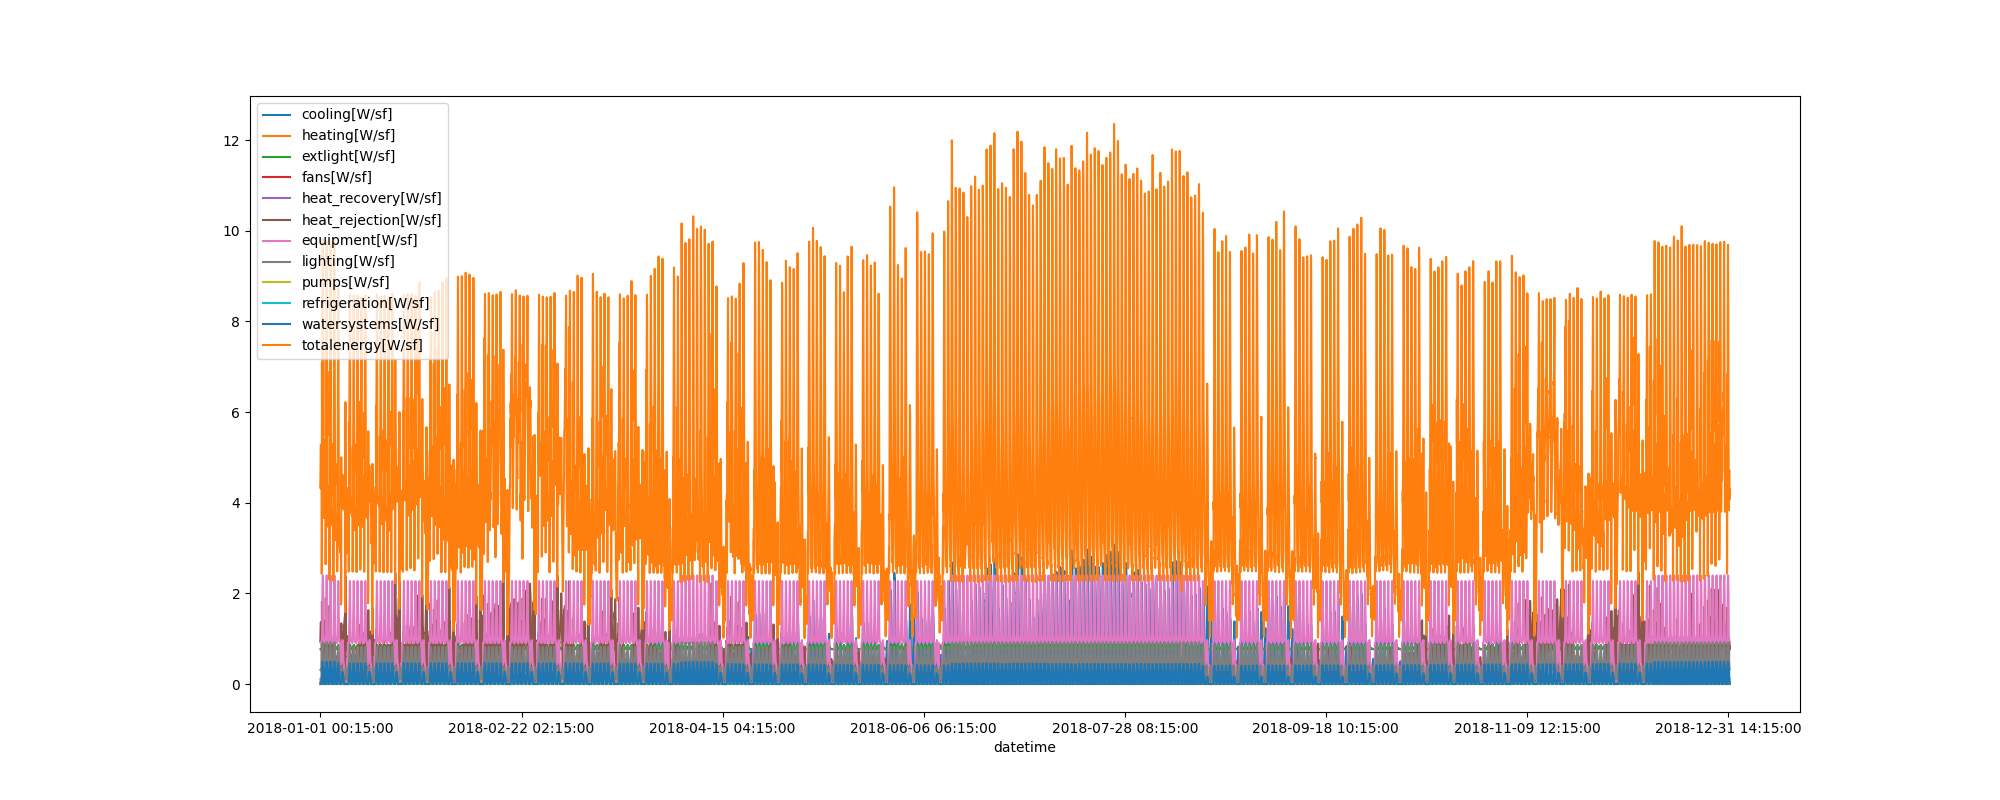 cooling[W/sf]
heating[W/sf]
extlight[W/sf]
fans[W/sf]
heat_recovery[W/sf]
heat_rejection[W/sf]
equipment[W/sf]
lighting[W/sf]
pumps[W/sf]
refrigeration[W/sf]
watersystems[W/sf]
totalenergy[W/sf]
12
10
8
6
4
2
0
2018-01-01 00:15:00 2018-02-22 02:15:00 2018-04-15 04:15:00 2018-06-06 06:15:00 2018-07-28 08:15:00 2018-09-18 10:15:00 2018-11-09 12:15:00 2018-12-31 14:15:00
datetime